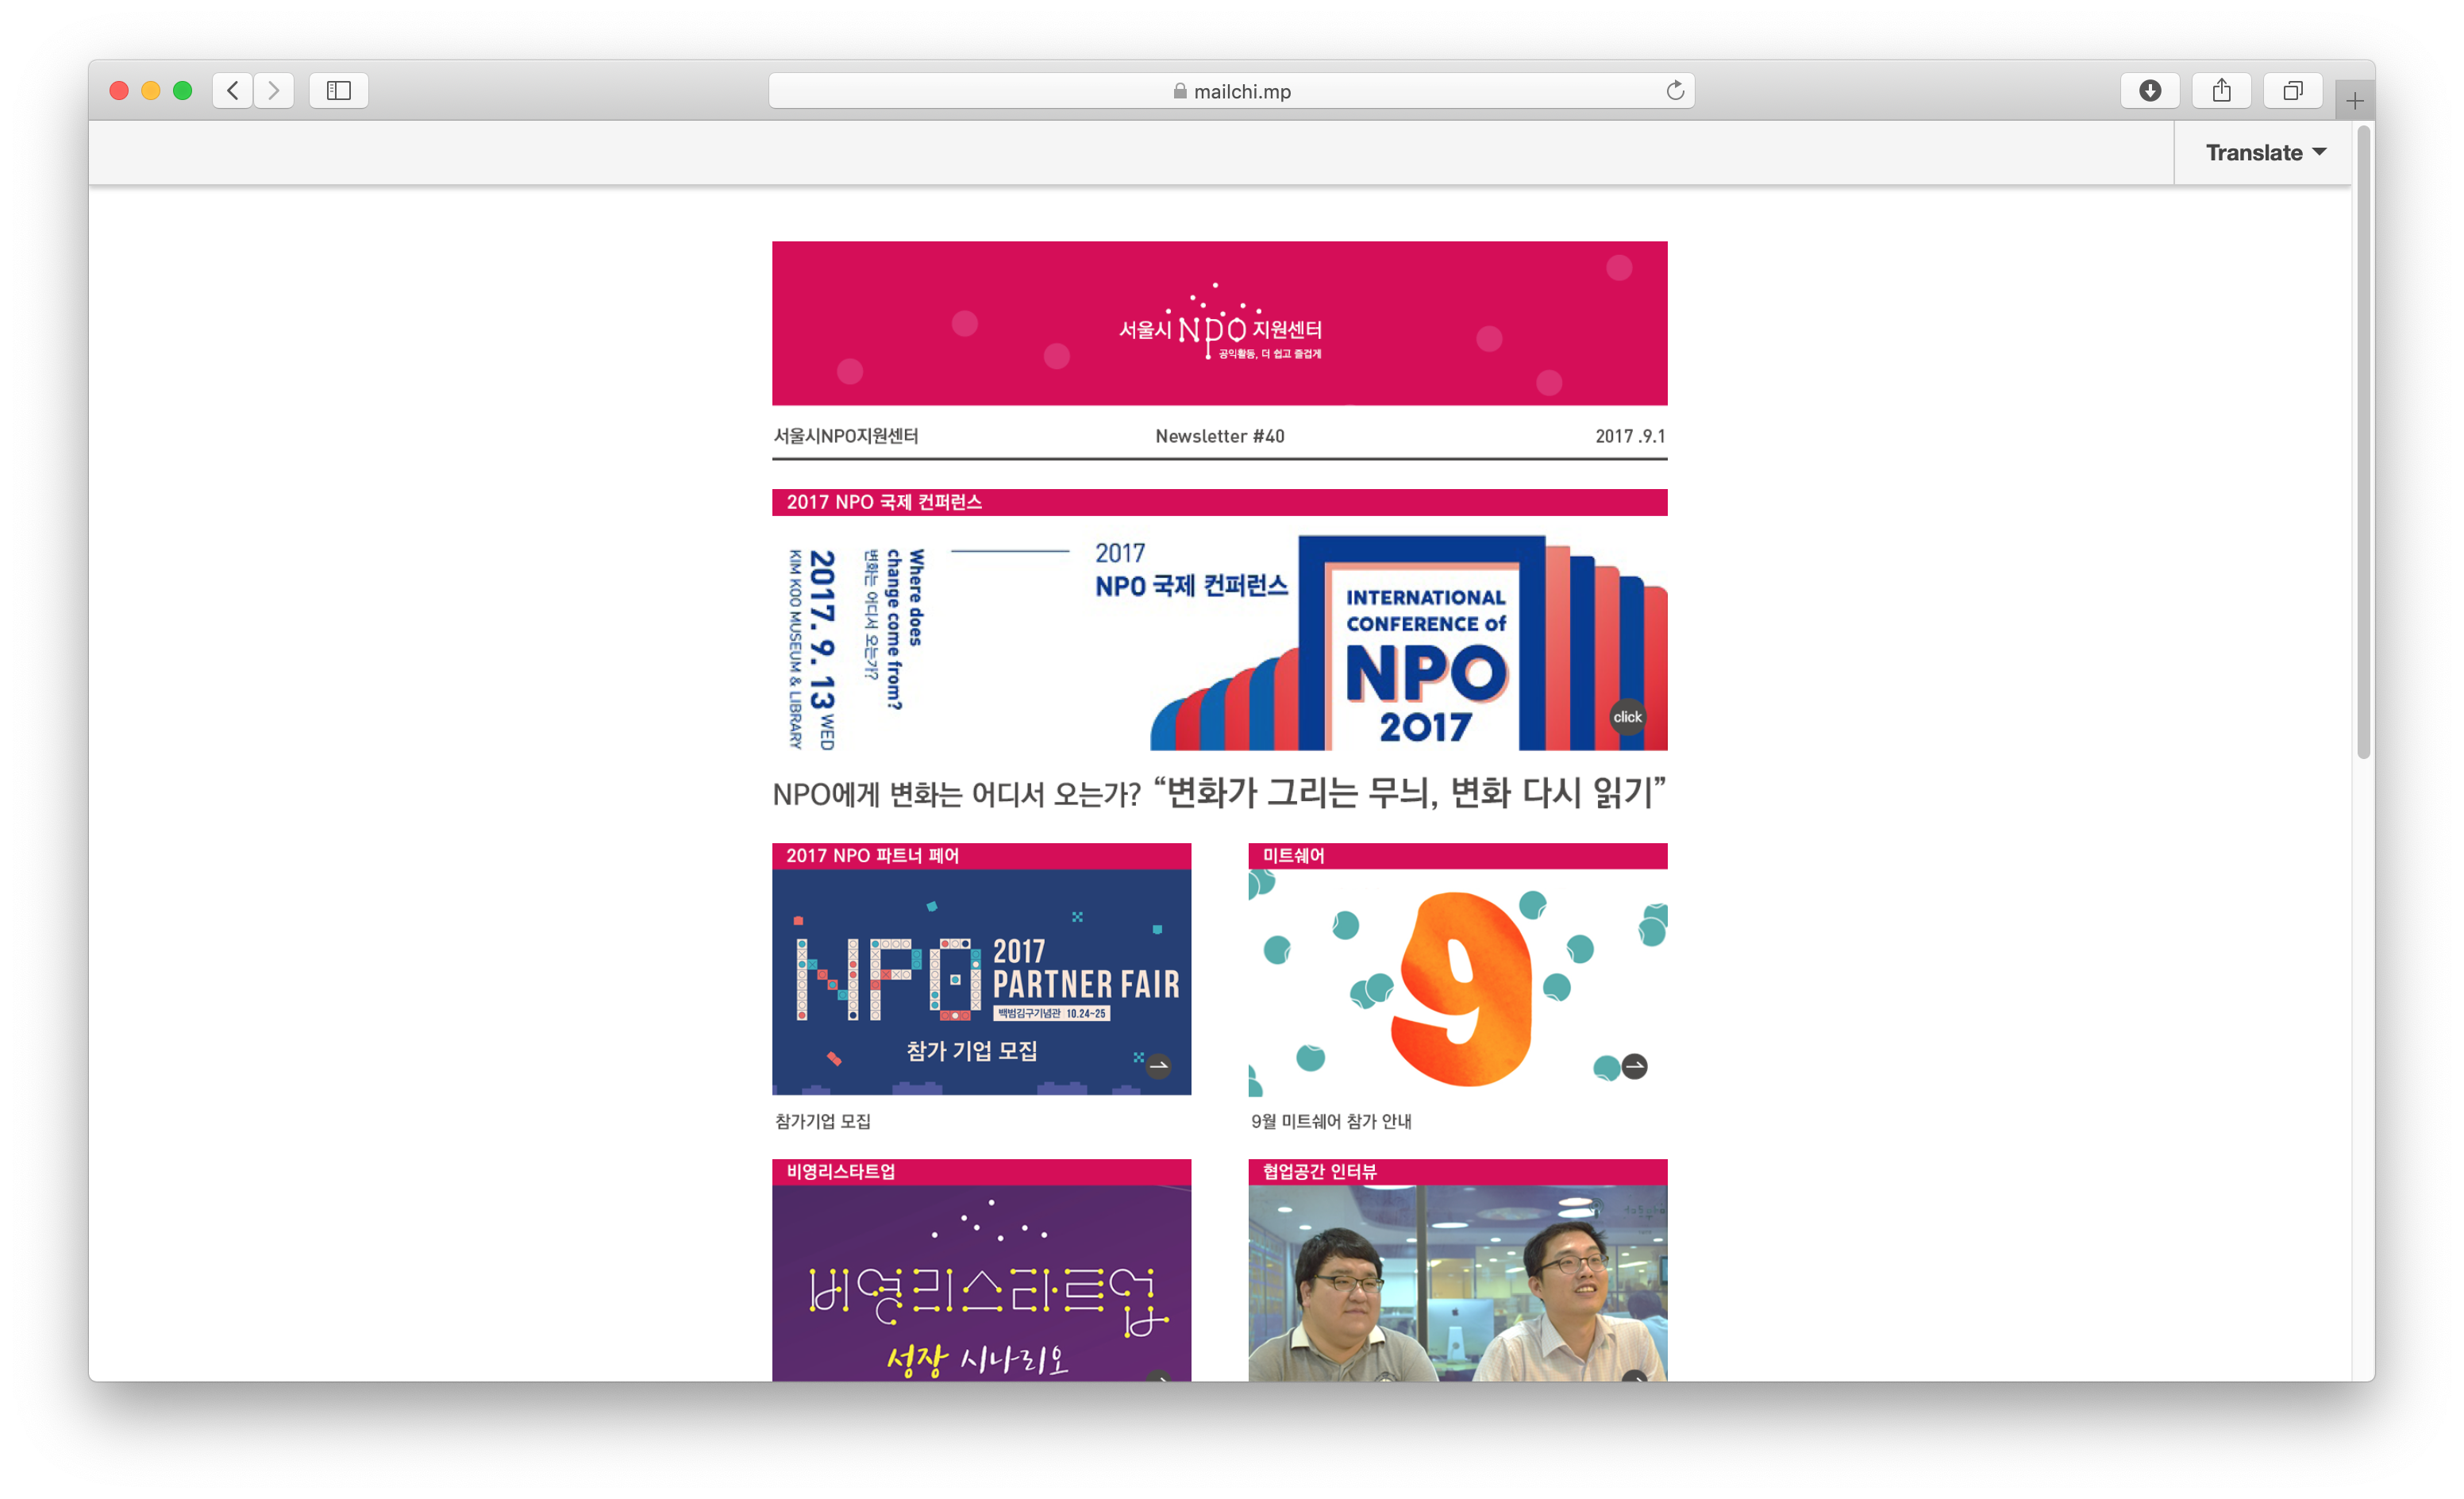 mailchi.mp
Translate
서울시 NPO 지원센터
공익활동, 더 쉽고 즐겁게
서울시NPO지원센터
Newsletter #40
2017 .9.1
2017 NPO 국제 컨퍼런스
Where does
change come from?
변화는 어디서 오는가?
2017. 9. 13 WED
KIM KOO MUSEUM & LIBRARY
2017
NPO 국제 컨퍼런스
INTERNATIONAL
CONFERENCE of
NPO
2017
click
NPO에게 변화는 어디서 오는가? “변화가 그리는 무늬, 변화 다시 읽기”
2017 NPO 파트너 페어
NPO 2017
PARTNER FAIR
백범김구기념관 10.24~25
참가 기업 모집
참가기업 모집
미트쉐어
9
9월 미트쉐어 참가 안내
비영리스타트업
비영리스타트업
성장 시나리오
협업공간 인터뷰